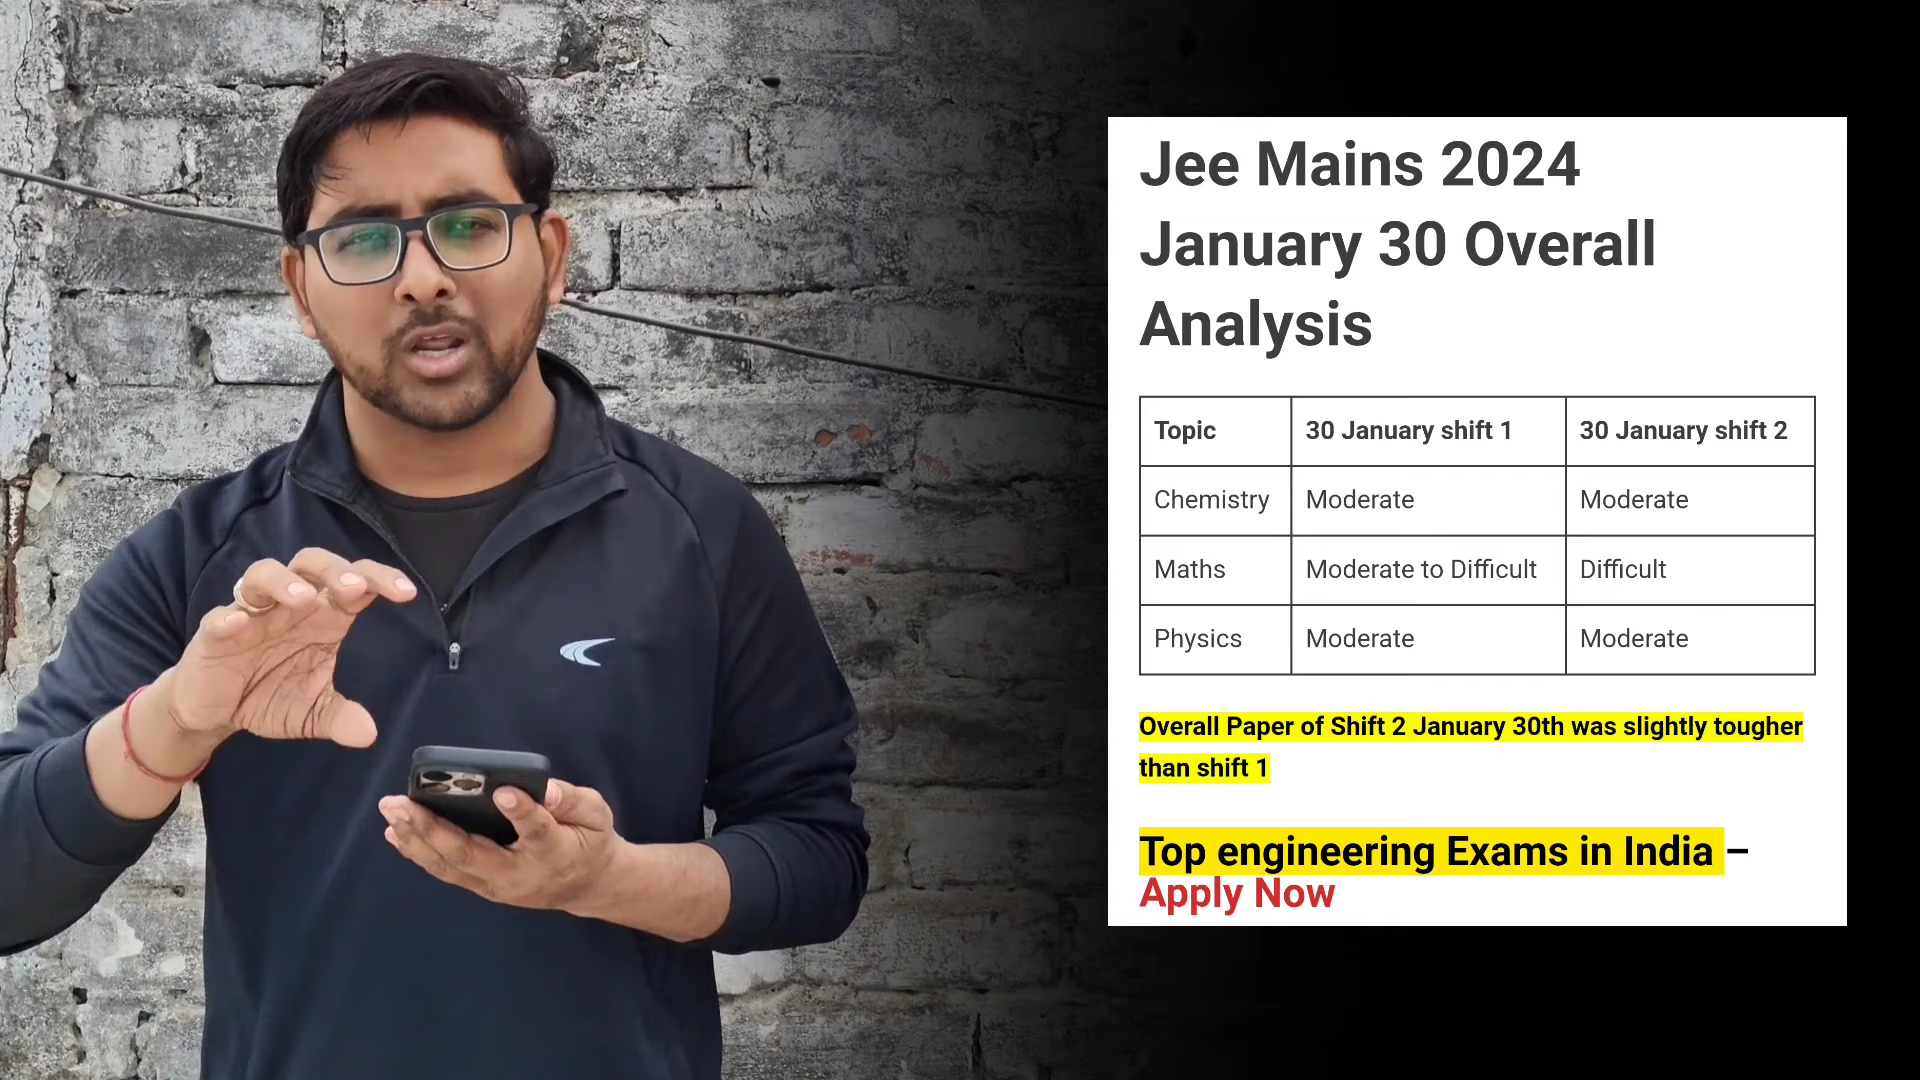 Jee Mains 2024
January 30 Overall
Analysis
Topic 30 January shift 1 30 January shift 2
Chemistry Moderate Moderate
Maths Moderate to Difficult Difficult
Physics Moderate Moderate
Overall Paper of Shift 2 January 30th was slightly tougher
than shift 1
Top engineering Exams in India –
Apply Now